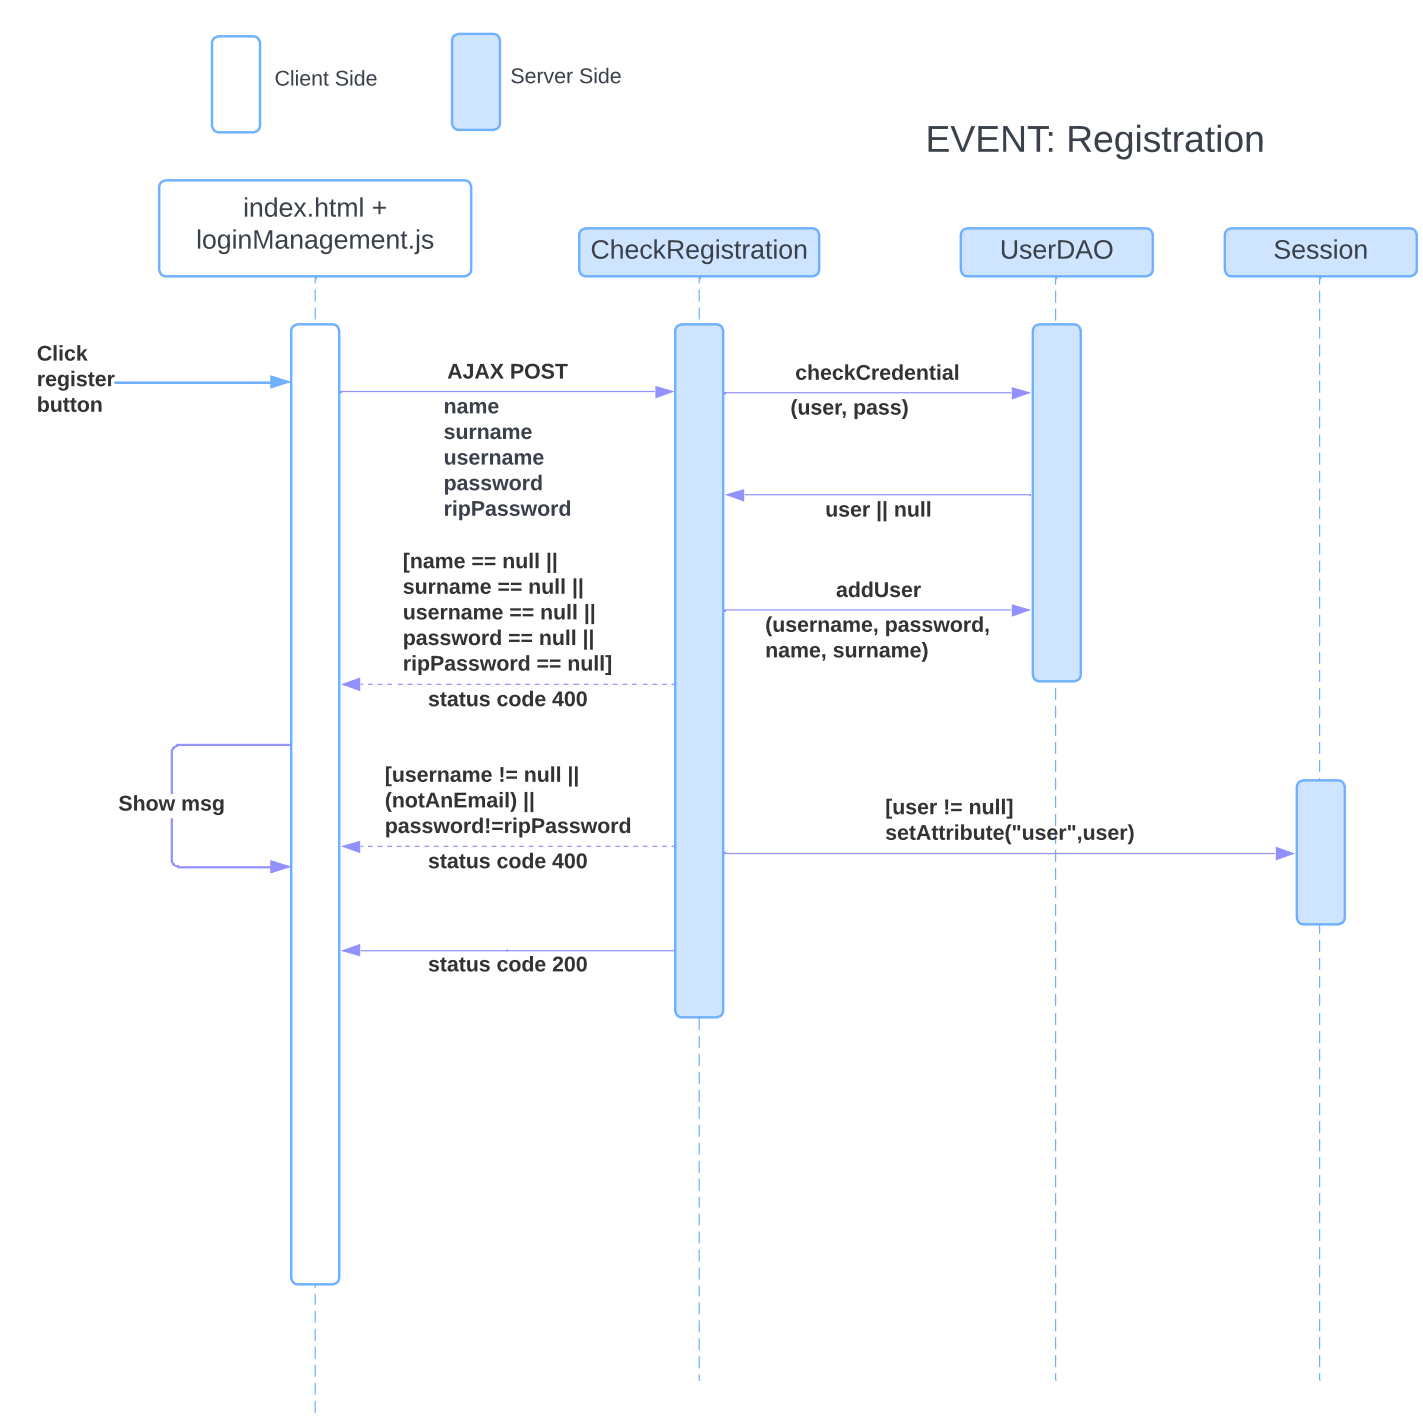 Client Side
Server Side
EVENT: Registration
index.html +
loginManagement.js
CheckRegistration
UserDAO
Session
Click
register
button
AJAX POST
name
surname
username
password
ripPassword
checkCredential
(user, pass)
user || null
[name == null ||
surname == null ||
username == null ||
password == null ||
ripPassword == null]
status code 400
addUser
(username, password,
name, surname)
Show msg
[username != null ||
(notAnEmail) ||
password!=ripPassword
status code 400
[user != null]
setAttribute("user",user)
status code 200